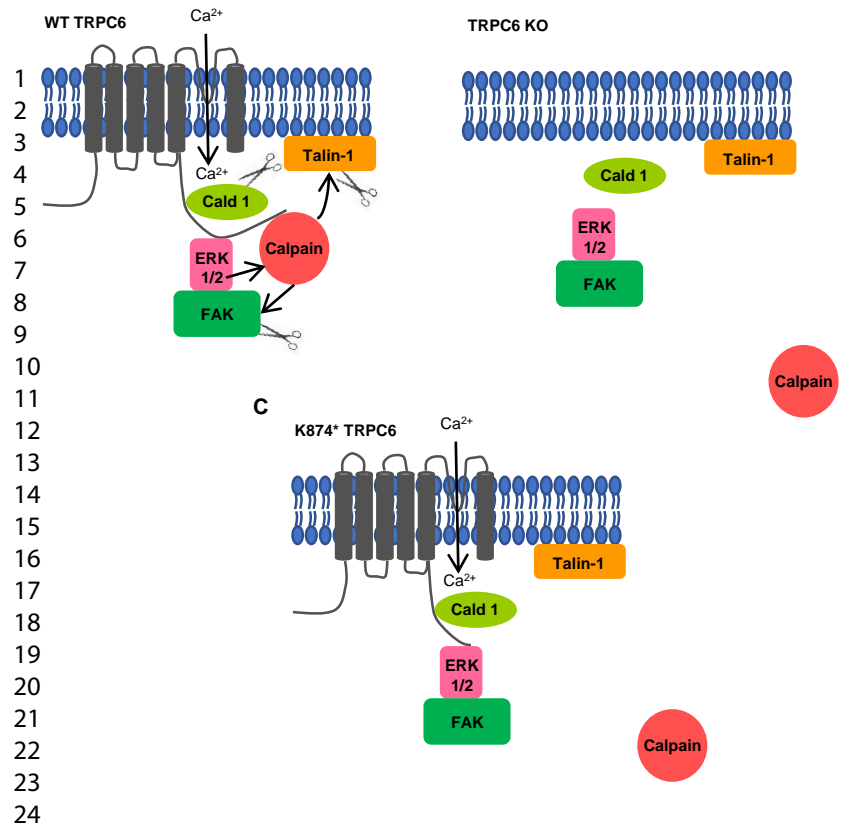 WT TRPC6
Ca²⁺
TRPC6 KO
1
2
3
4
5
6
7
8
9
10
11
12
13
14
15
16
17
18
19
20
21
22
23
24
Talin-1
Ca²⁺
Cald 1
ERK
1/2
Calpain
FAK
Talin-1
Cald 1
ERK
1/2
FAK
Calpain
C
K874* TRPC6
Ca²⁺
Talin-1
Ca²⁺
Cald 1
ERK
1/2
FAK
Calpain